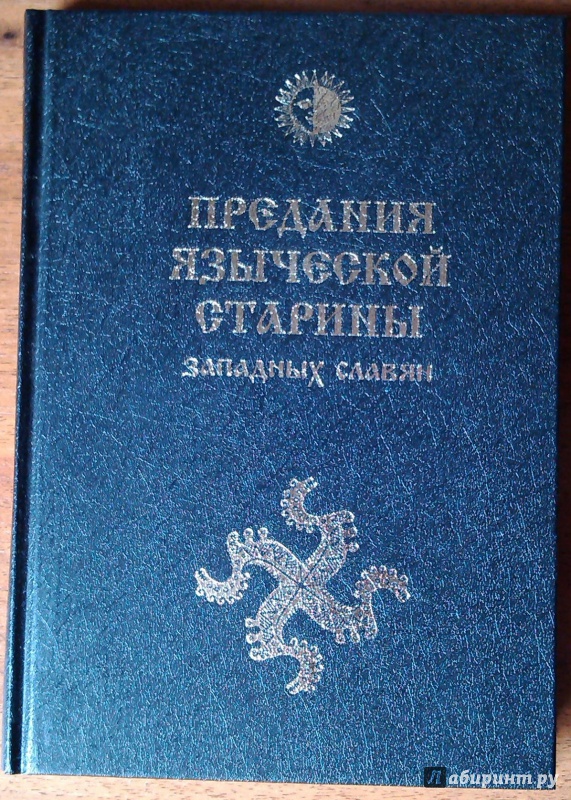 ПРЕДАНИЯ
ЯЗЫЧЕСКОЙ
СТАРИНЫ
ЗАПАДНЫХ СЛАВЯН
Лабиринт.ру